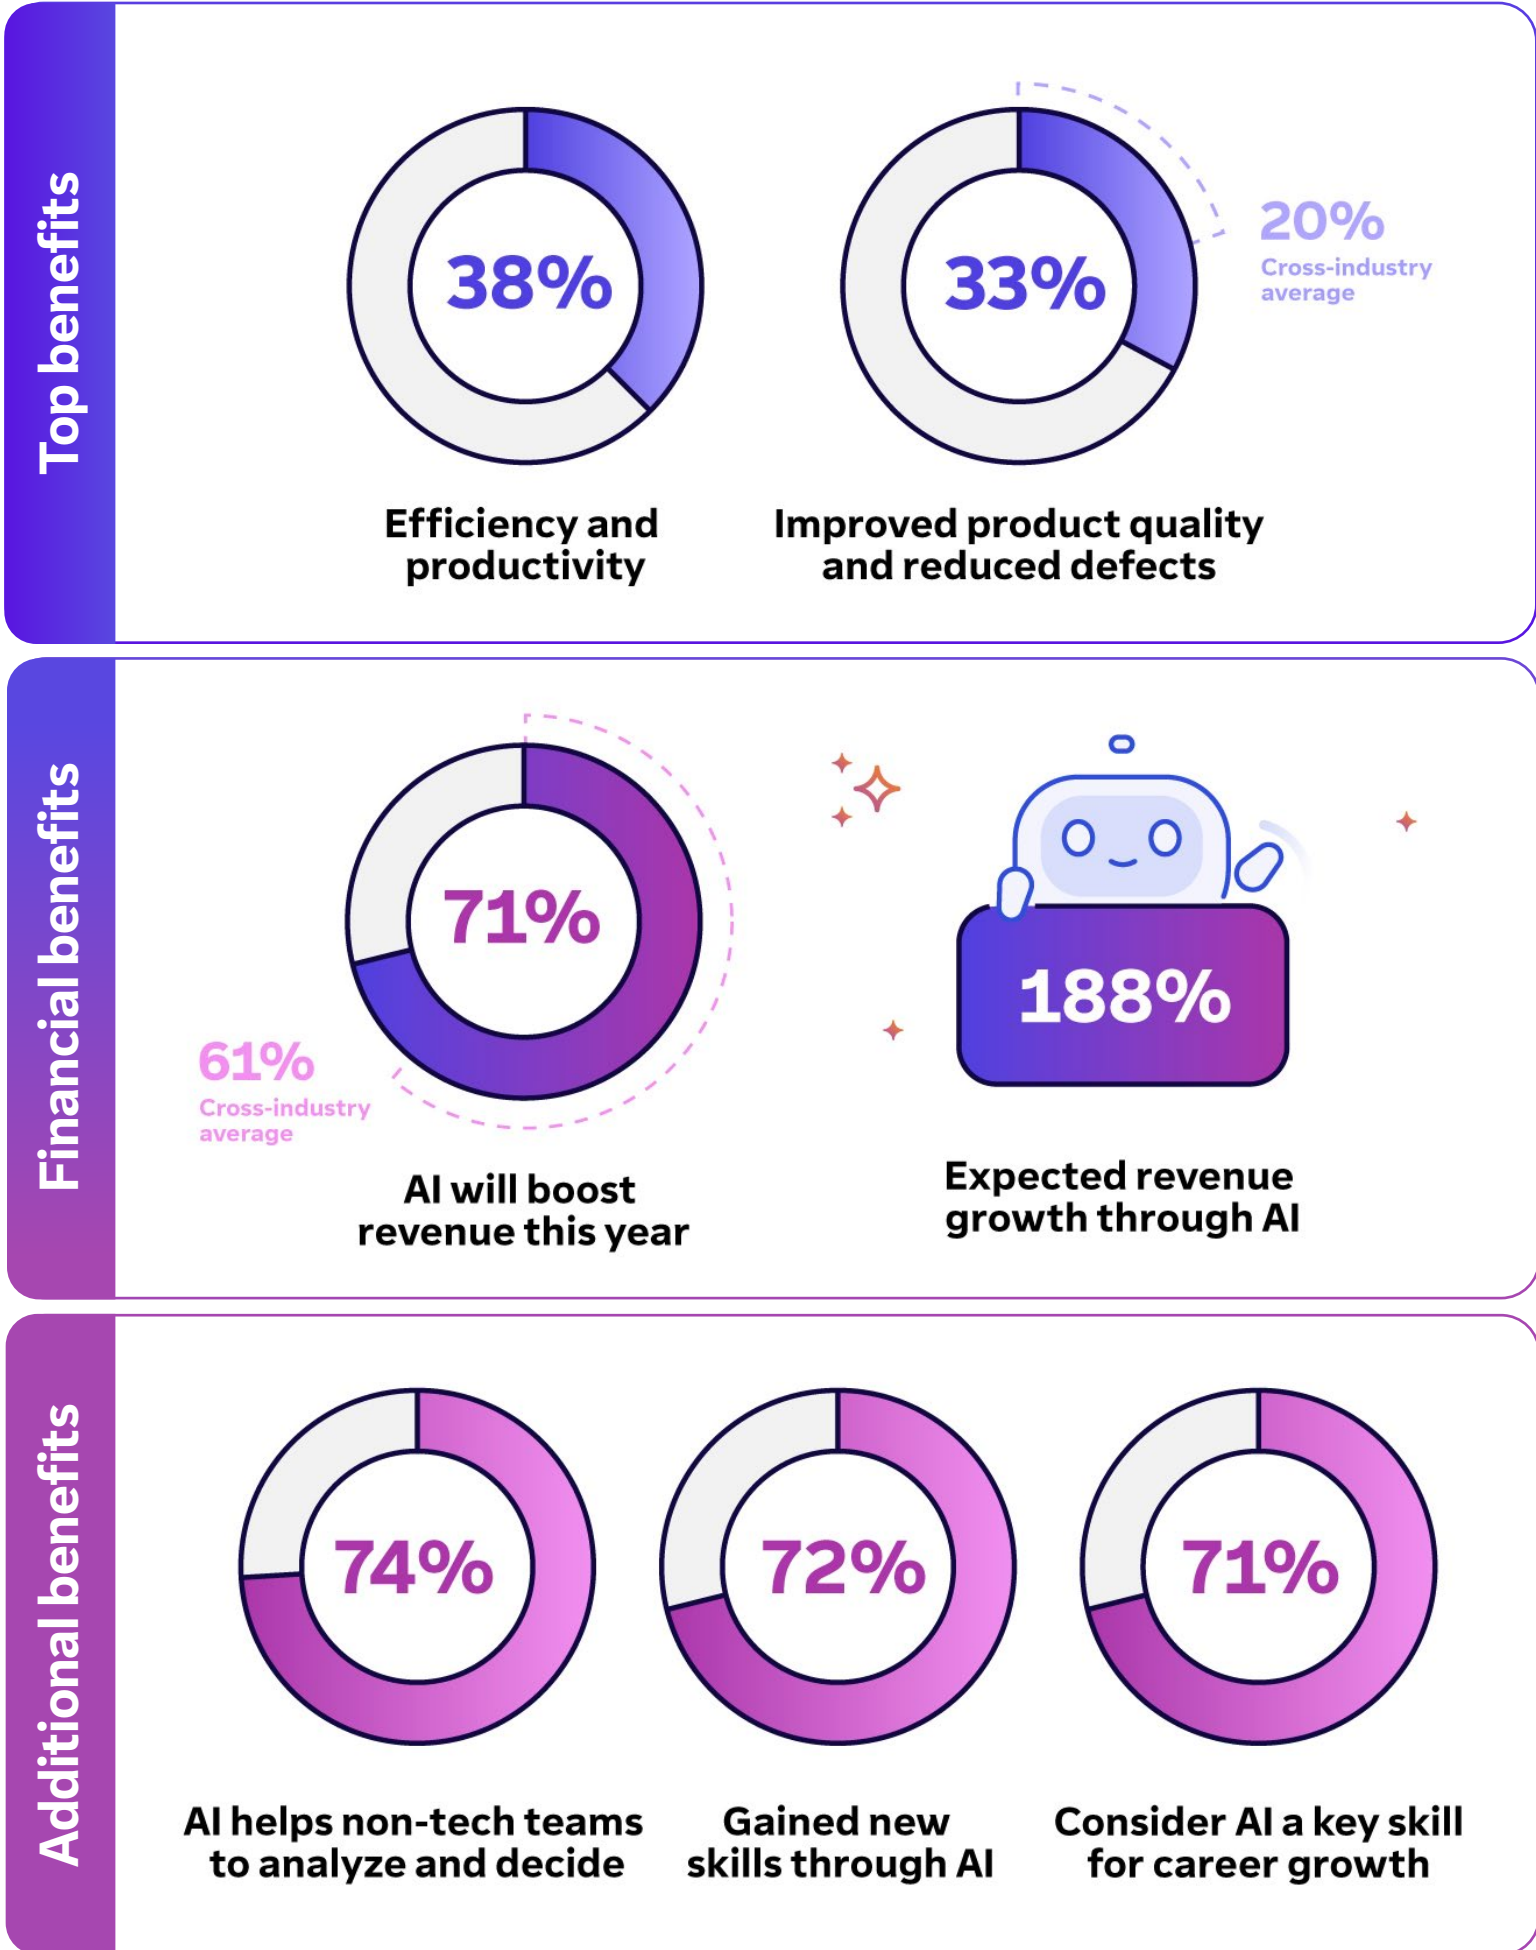 Top benefits
38%
Efficiency and
productivity
33%
20%
Cross-industry
average
Improved product quality
and reduced defects
Financial benefits
71%
61%
Cross-industry
average
AI will boost
revenue this year
188%
Expected revenue
growth through AI
Additional benefits
74%
AI helps non-tech teams
to analyze and decide
72%
Gained new
skills through AI
71%
Consider AI a key skill
for career growth